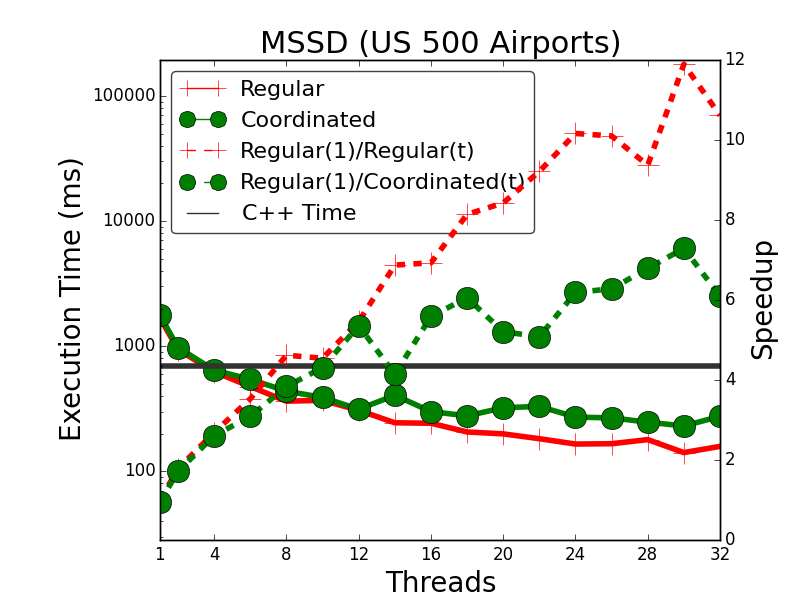 MSSD (US 500 Airports)
Regular
Coordinated
Regular(1)/Regular(t)
Regular(1)/Coordinated(t)
C++ Time
Execution Time (ms)
100000
10000
1000
100
12
10
8
6
4
2
0
Speedup
1 4 8 12 16 20 24 28 32
Threads